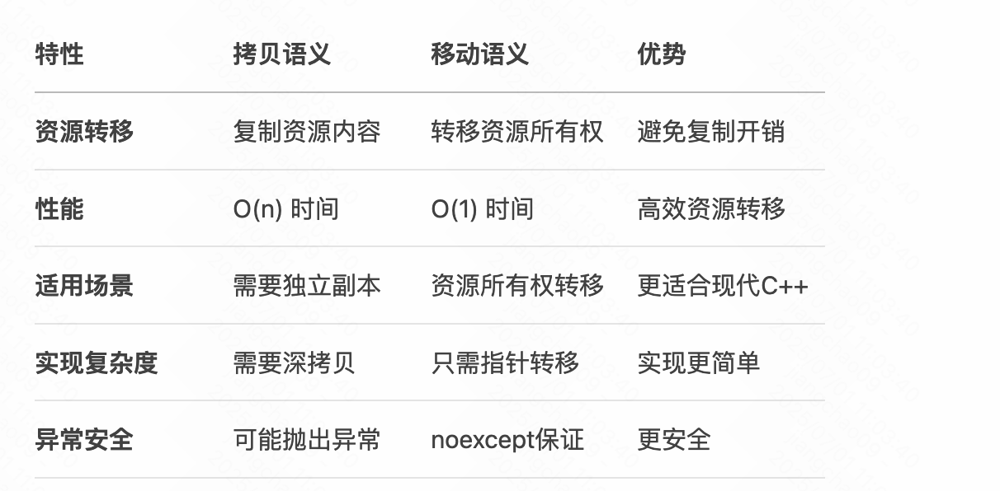 特性 拷贝语义 移动语义 优势
资源转移 复制资源内容 转移资源所有权 避免复制开销
性能 O(n) 时间 O(1) 时间 高效资源转移
适用场景 需要独立副本 资源所有权转移 更适合现代C++
实现复杂度 需要深拷贝 只需指针转移 实现更简单
异常安全 可能抛出异常 noexcept保证 更安全